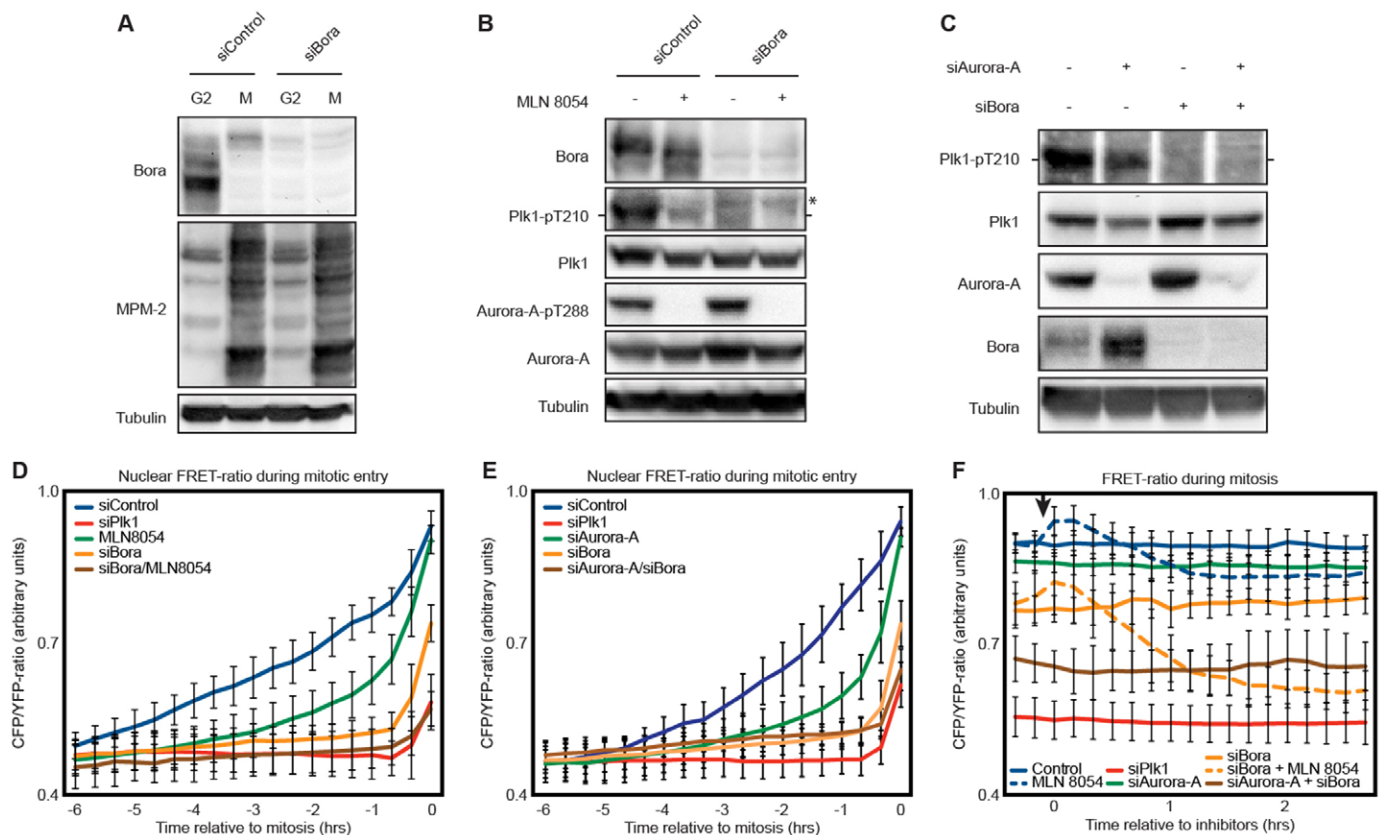 A
siControl siBora
G2 M G2 M
Bora
MPM-2
Tubulin
B
siControl siBora
MLN 8054 - + - +
Bora
Plk1-pT210 *
Plk1
Aurora-A-pT288
Aurora-A
Tubulin
C
siAurora-A - + - +
siBora - - + +
Plk1-pT210
Plk1
Aurora-A
Bora
Tubulin
D
Nuclear FRET-ratio during mitotic entry
CFP/YFP-ratio (arbitrary units)
1.0
0.7
0.4
siControl
siPlk1
MLN8054
siBora
siBora/MLN8054
-6 -5 -4 -3 -2 -1 0
Time relative to mitosis (hrs)
E
Nuclear FRET-ratio during mitotic entry
CFP/YFP-ratio (arbitrary units)
1.0
0.7
0.4
siControl
siPlk1
siAurora-A
siBora
siAurora-A/siBora
-6 -5 -4 -3 -2 -1 0
Time relative to mitosis (hrs)
F
FRET-ratio during mitosis
CFP/YFP-ratio (arbitrary units)
1.0
0.7
0.4
Control
MLN 8054
siPlk1
siAurora-A
siBora
siBora + MLN 8054
siAurora-A + siBora
0 1 2
Time relative to inhibitors (hrs)